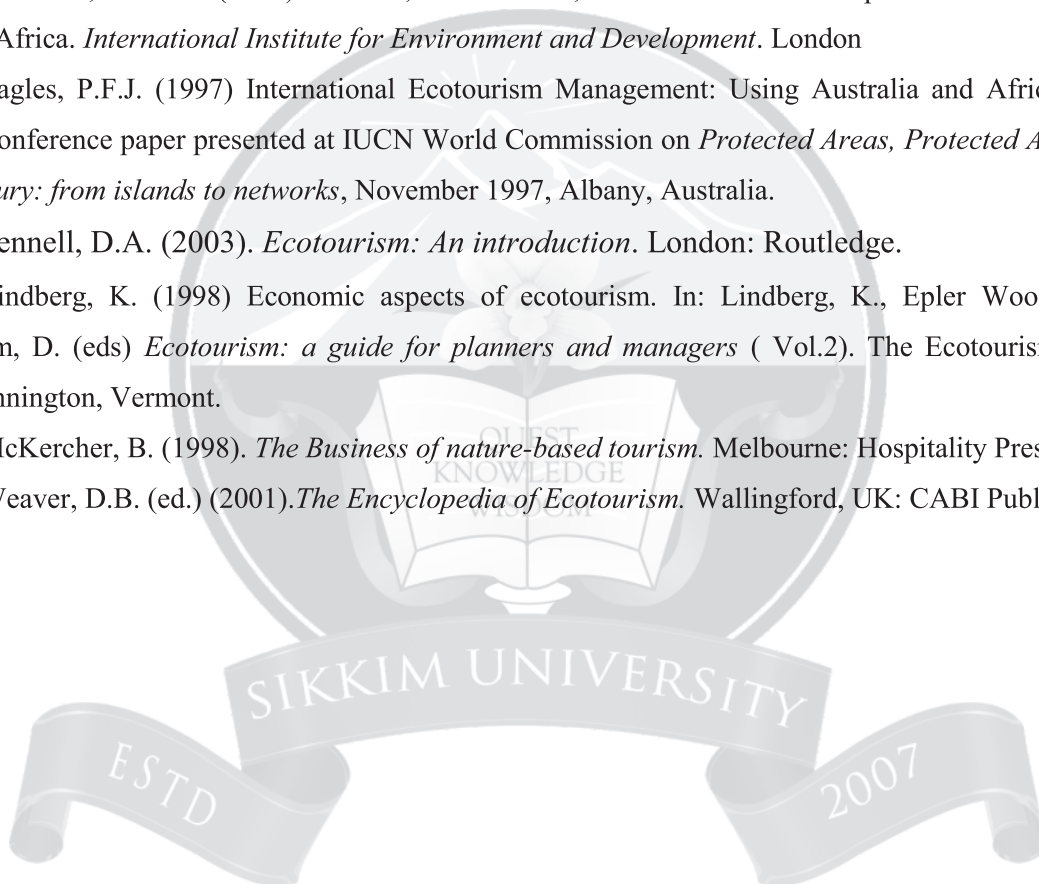 Africa. International Institute for Environment and Development. London
agles, P.F.J. (1997) International Ecotourism Management: Using Australia and Afric
onference paper presented at IUCN World Commission on Protected Areas, Protected A
ury: from islands to networks, November 1997, Albany, Australia.
ennell, D.A. (2003). Ecotourism: An introduction. London: Routledge.
indberg, K. (1998) Economic aspects of ecotourism. In: Lindberg, K., Epler Woo
m, D. (eds) Ecotourism: a guide for planners and managers ( Vol.2). The Ecotouris
nnington, Vermont.
McKercher, B. (1998). The Business of nature-based tourism. Melbourne: Hospitality Pres
Weaver, D.B. (ed.) (2001).The Encyclopedia of Ecotourism. Wallingford, UK: CABI Publ
QUEST
KNOWLEDGE
WISDOM
SIKKIM UNIVERSITY
ESTD
2007